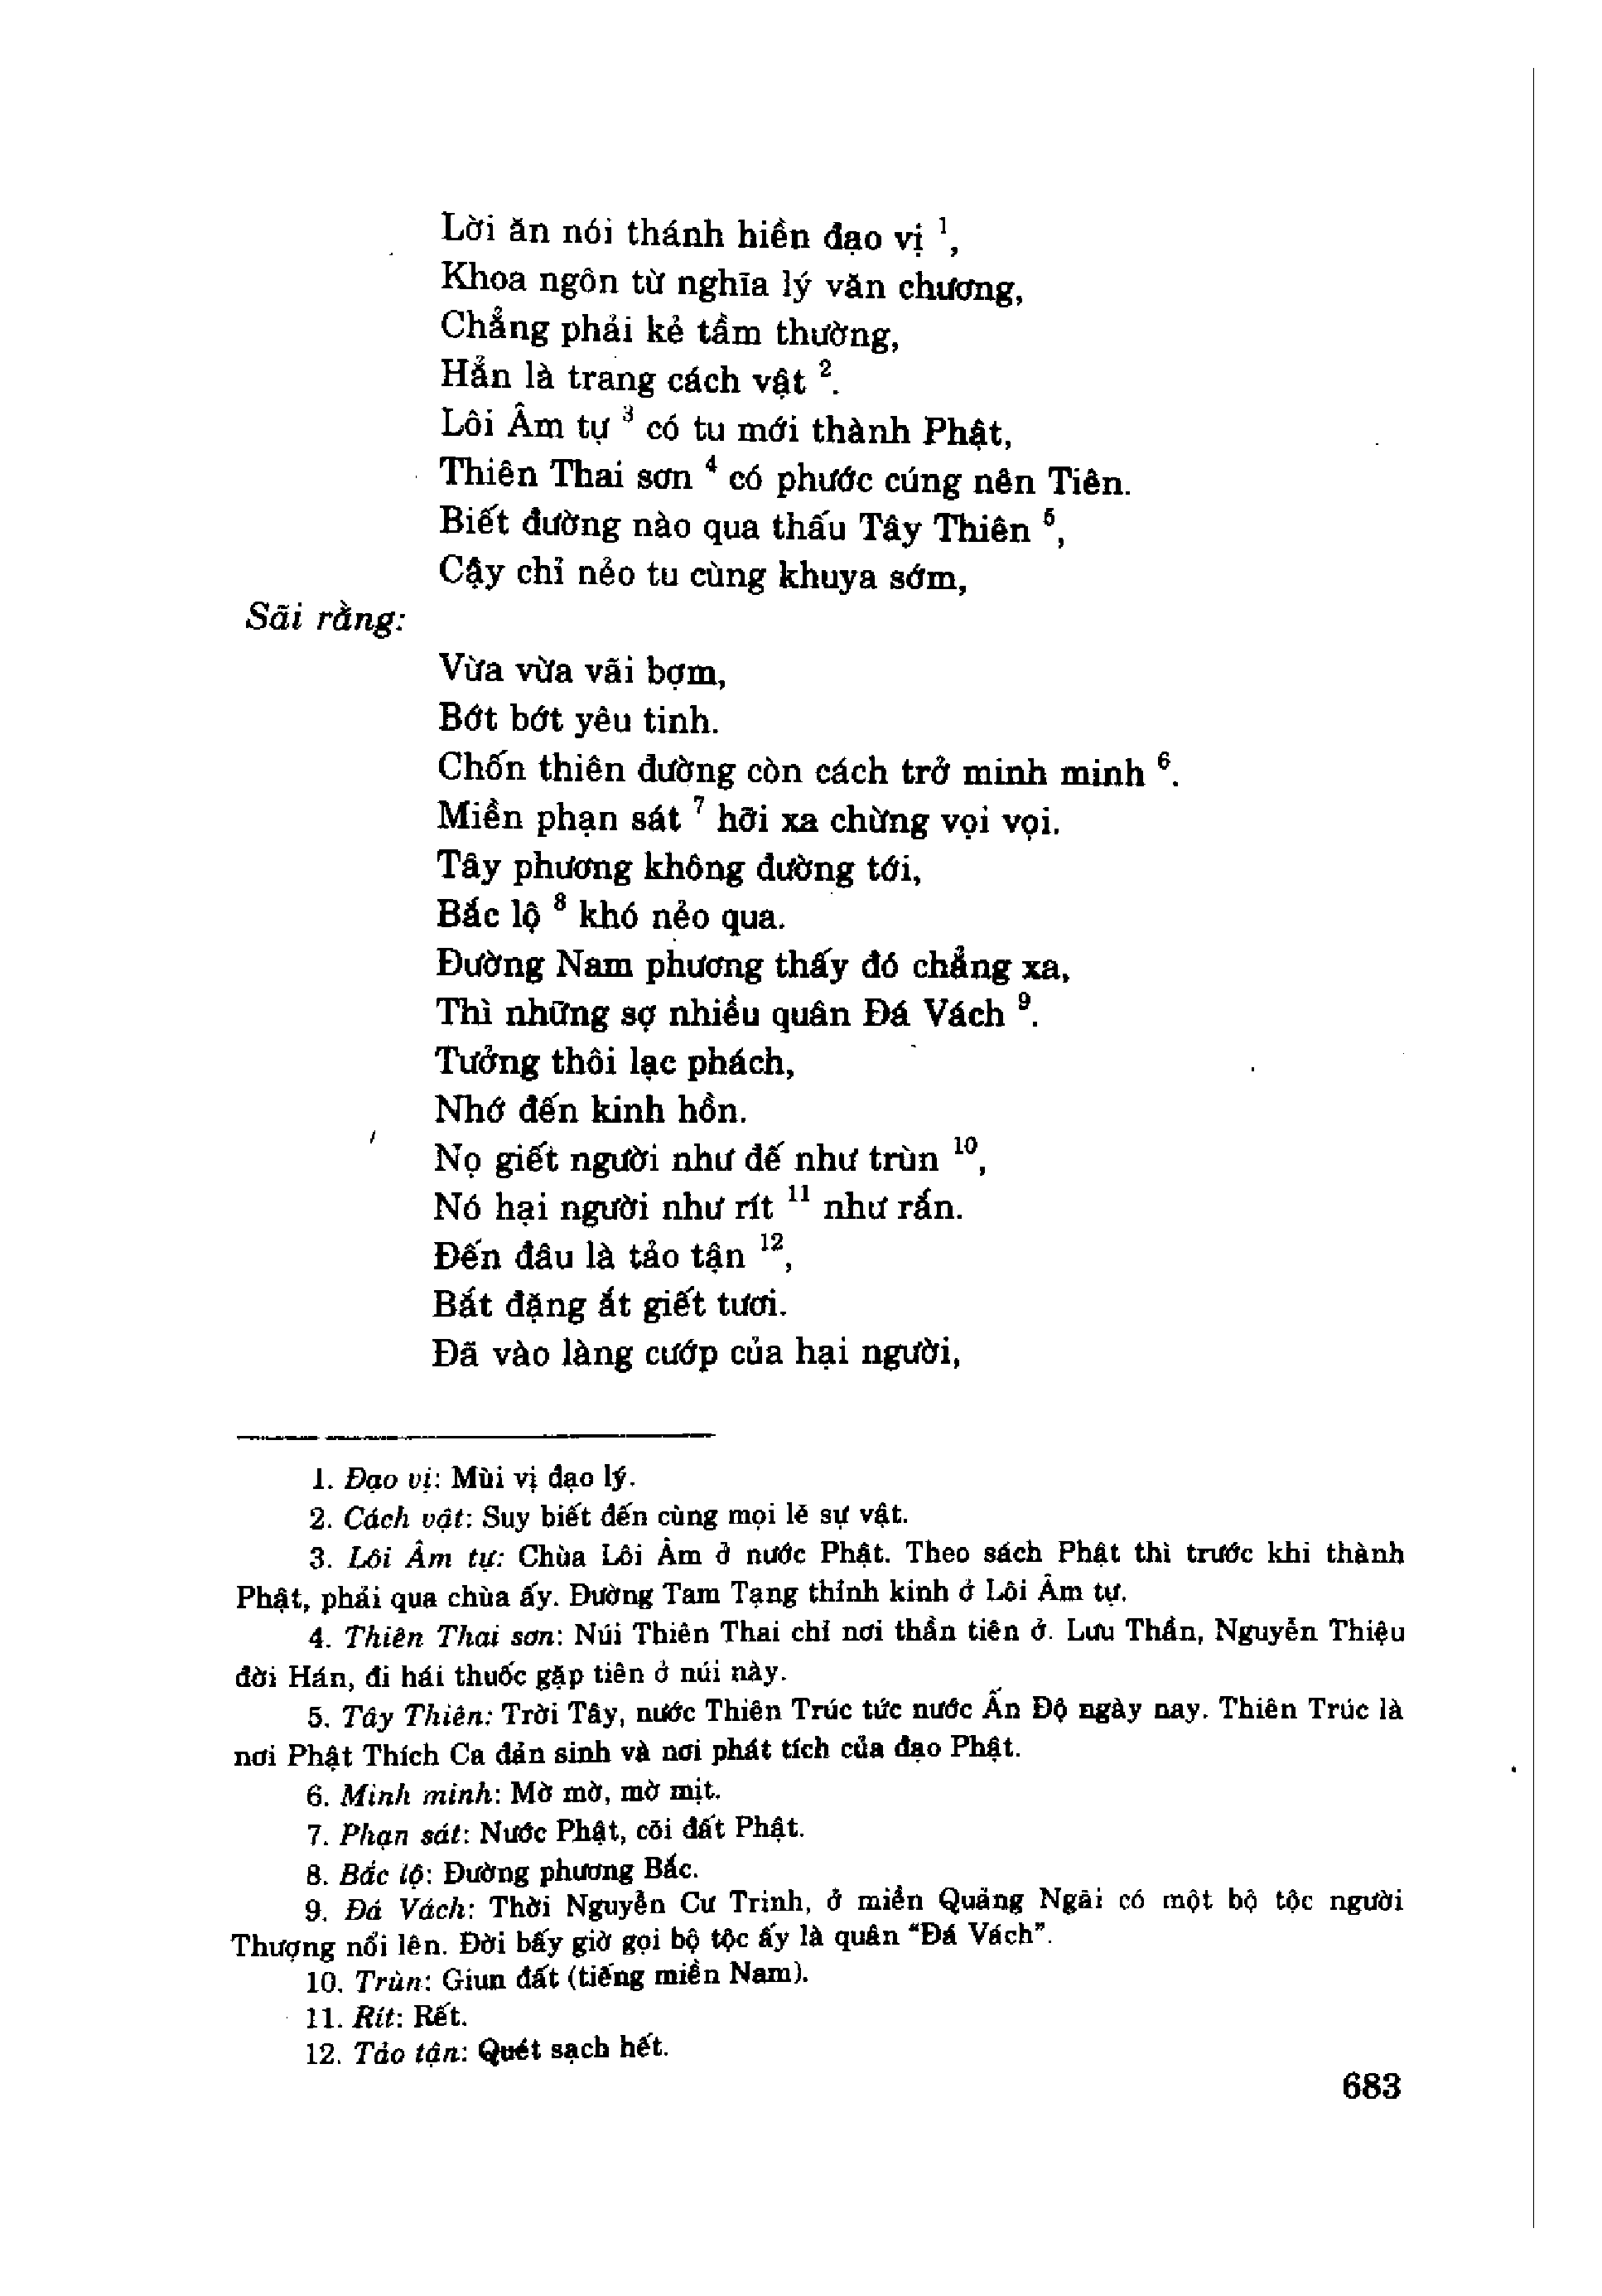 Lời ăn nói thánh hiền đạo vị ¹,
Khoa ngôn từ nghĩa lý văn chương,
Chẳng phải kẻ tầm thường,
Hẳn là trang cách vật ².
Lôi Âm tự ³ có tu mới thành Phật,
Thiên Thai sơn ⁴ có phước cúng nên Tiên.
Biết đường nào qua thấu Tây Thiên ⁵,
Cậy chỉ nẻo tu cùng khuya sớm,
Sãi rằng:
Vừa vừa vãi bợm,
Bớt bớt yêu tinh.
Chốn thiên đường còn cách trở minh minh ⁶.
Miền phạn sát ⁷ hỡi xa chừng vọi vọi.
Tây phương không đường tới,
Bắc lộ ⁸ khó nẻo qua.
Đường Nam phương thấy đó chẳng xa,
Thì những sợ nhiều quân Đá Vách ⁹.
Tưởng thôi lạc phách,
Nhớ đến kinh hồn.
Nọ giết người như dế như trùn ¹⁰,
Nó hại người như rít ¹¹ như rắn.
Đến đâu là tảo tận ¹²,
Bắt đặng ắt giết tươi.
Đã vào làng cướp của hại người,
1. Đạo vị: Mùi vị đạo lý.
2. Cách vật: Suy biết đến cùng mọi lẽ sự vật.
3. Lôi Âm tự: Chùa Lôi Âm ở nước Phật. Theo sách Phật thì trước khi thành
Phật, phải qua chùa ấy. Đường Tam Tạng thỉnh kinh ở Lôi Âm tự.
4. Thiên Thai sơn: Núi Thiên Thai chỉ nơi thần tiên ở. Lưu Thần, Nguyễn Thiệu
đời Hán, đi hái thuốc gặp tiên ở núi này.
5. Tây Thiên: Trời Tây, nước Thiên Trúc tức nước Ấn Độ ngày nay. Thiên Trúc là
nơi Phật Thích Ca đản sinh và nơi phát tích của đạo Phật.
6. Minh minh: Mờ mờ, mờ mịt.
7. Phạn sát: Nước Phật, cõi đất Phật.
8. Bắc lộ: Đường phương Bắc.
9. Đá Vách: Thời Nguyễn Cư Trinh, ở miền Quảng Ngãi có một bộ tộc người
Thượng nổi lên. Đời bấy giờ gọi bộ tộc ấy là quân "Đá Vách".
10. Trùn: Giun đất (tiếng miền Nam).
11. Rít: Rết.
12. Tảo tận: Quét sạch hết.
683